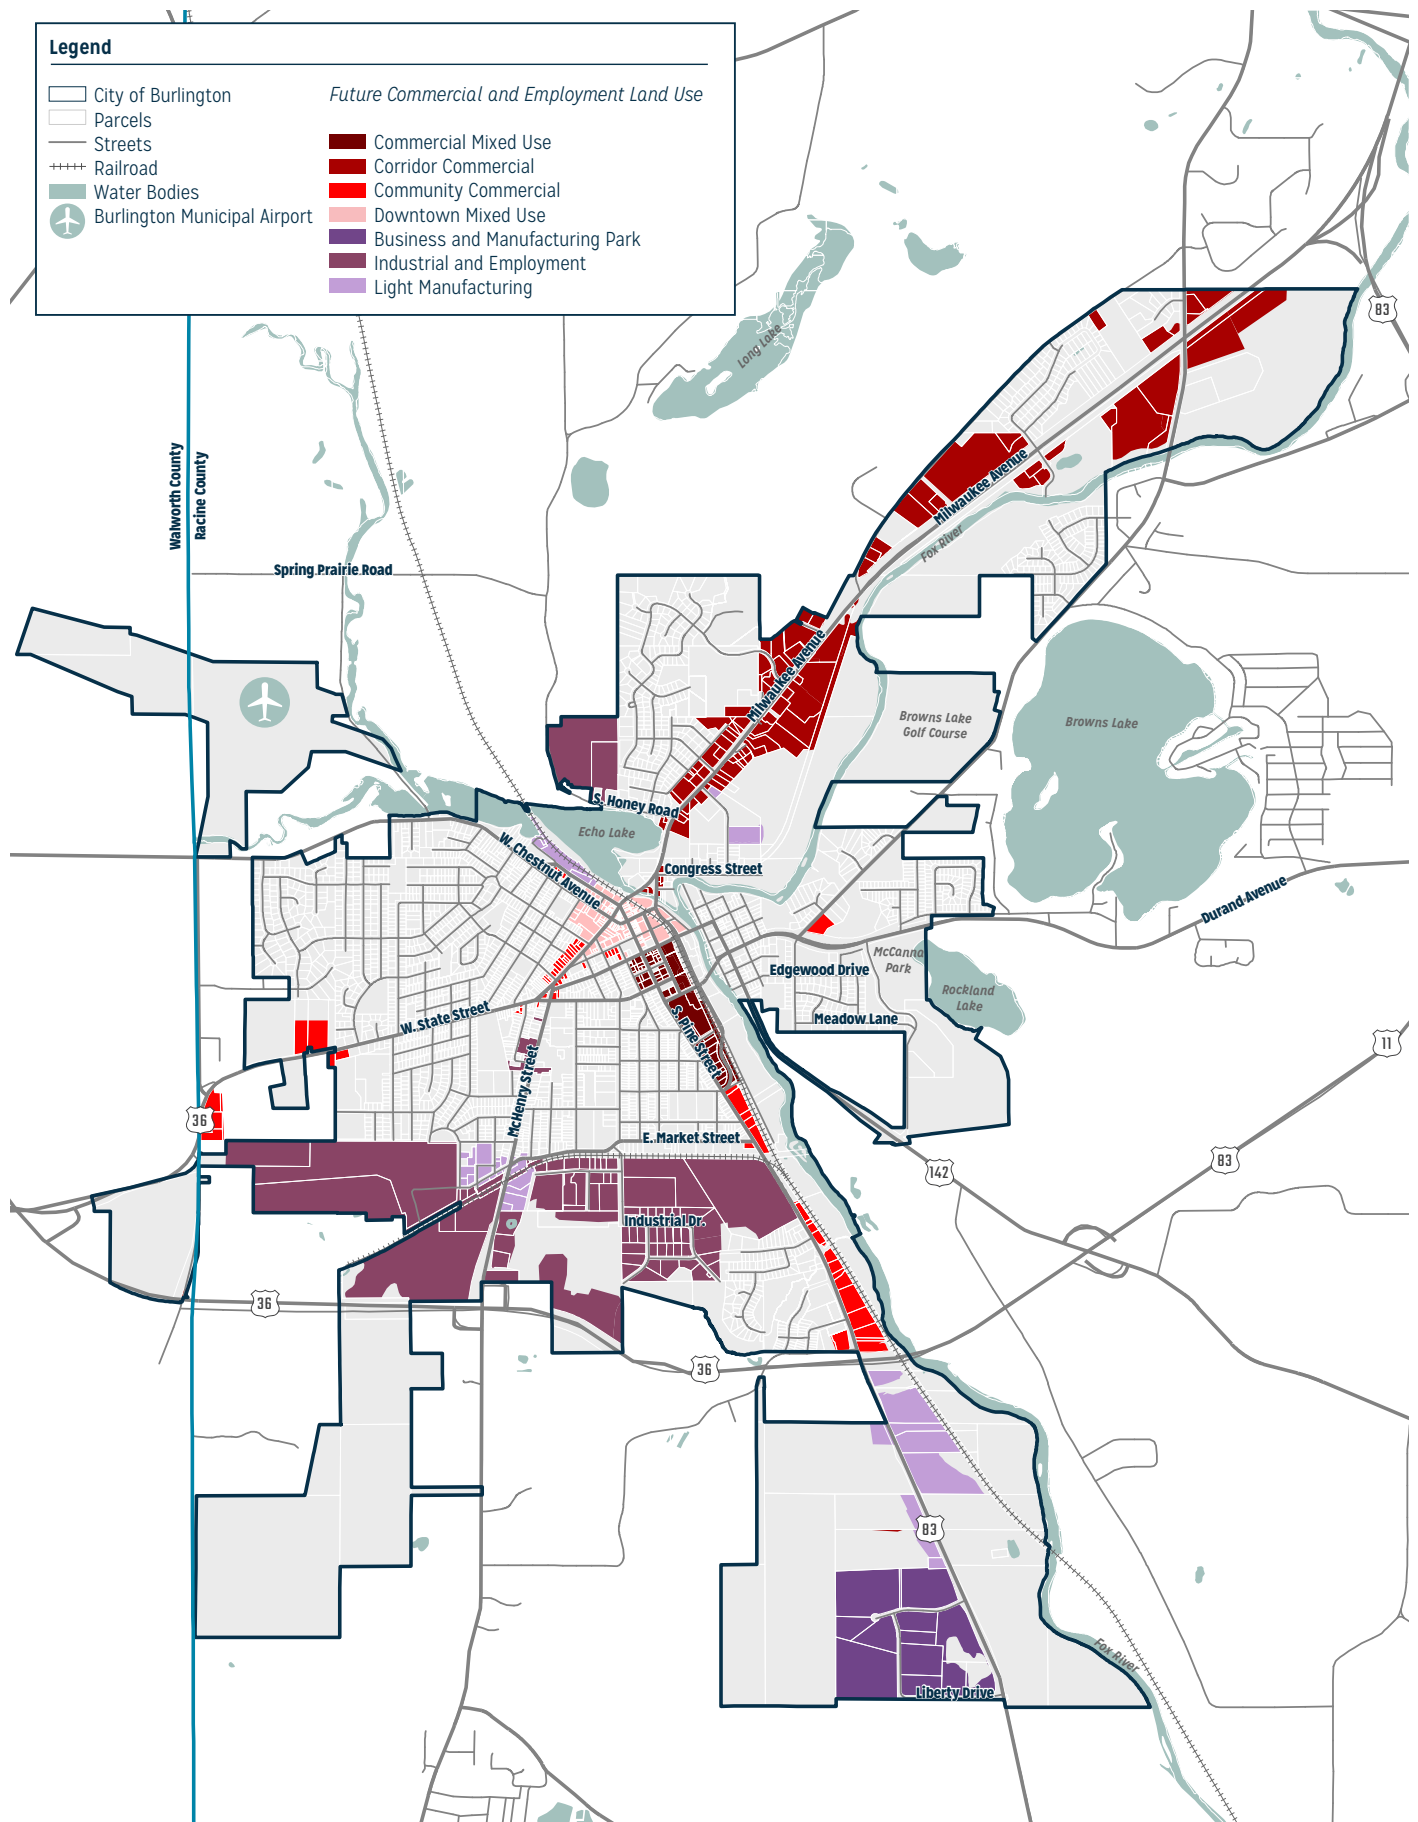 Legend
City of Burlington
Parcels
Streets
Railroad
Water Bodies
Burlington Municipal Airport
Future Commercial and Employment Land Use
Commercial Mixed Use
Corridor Commercial
Community Commercial
Downtown Mixed Use
Business and Manufacturing Park
Industrial and Employment
Light Manufacturing
83
Long Lake
Walworth County
Racine County
Milwaukee Avenue
Fox River
Spring Prairie Road
Milwaukee Avenue
Browns Lake
Golf Course
Browns Lake
S. Honey Road
Echo Lake
W. Chestnut Avenue
Congress Street
Durand Avenue
McCanna
Park
Edgewood Drive
Rockland
Lake
W. State Street
S. Pine Street
Meadow Lane
11
McHenry Street
36
E. Market Street
83
142
Industrial Dr.
36
36
83
Fox River
Liberty Drive